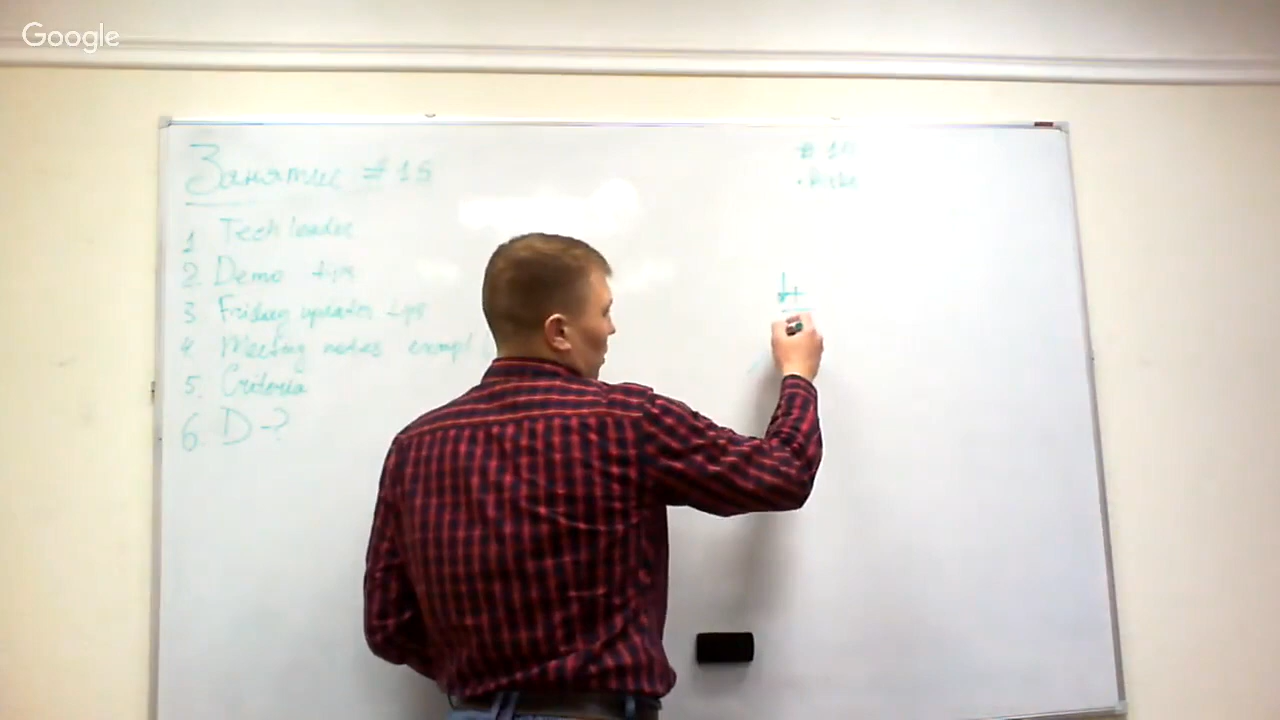 Google
Занятие #15
1 Tech leader
2. Demo tips
3 Friday updates tips
4. Meeting notes exampl
5. Criteria
6. D-?